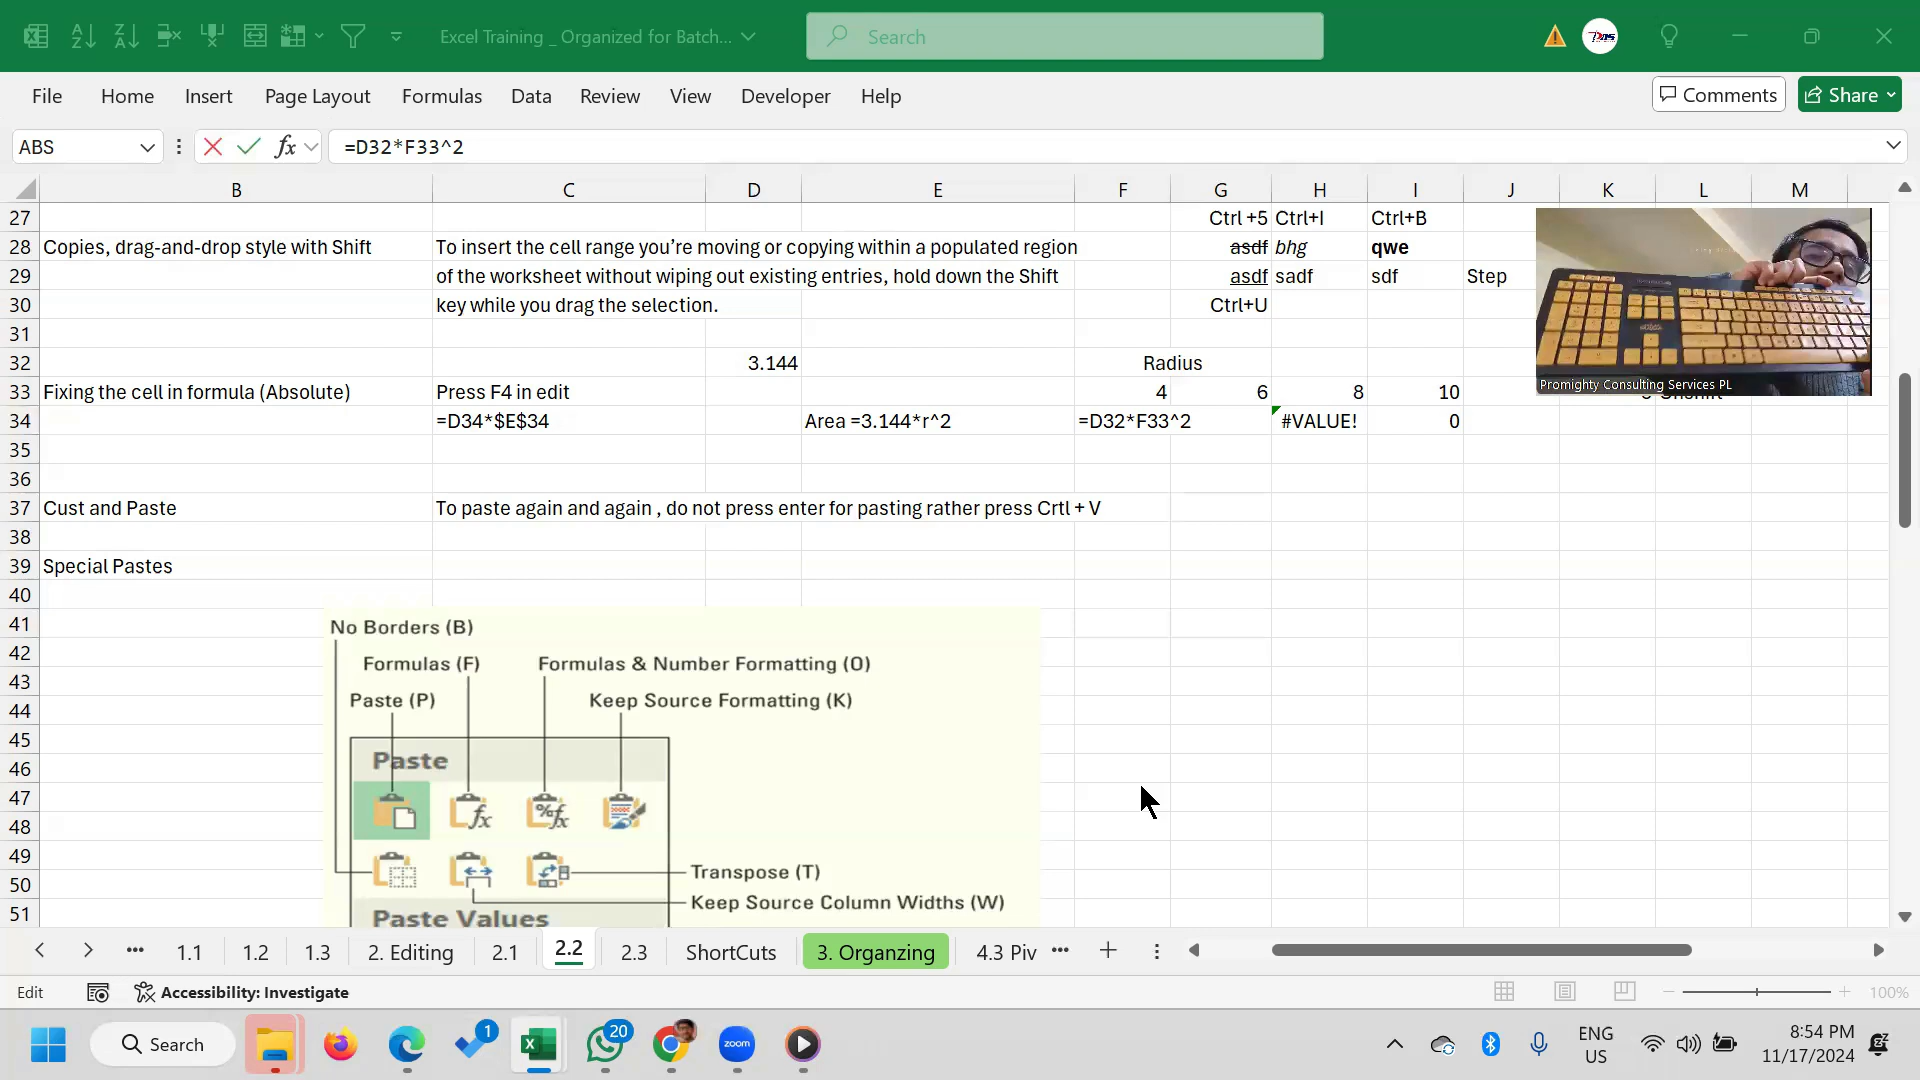 Excel Training _ Organized for Batch...
Search
File Home Insert Page Layout Formulas Data Review View Developer Help
Comments Share
ABS fx =D32*F33^2
B C D E F G H I J K L M
27 Ctrl +5 Ctrl+I Ctrl+B
28 Copies, drag-and-drop style with Shift To insert the cell range you’re moving or copying within a populated region asdf bhg qwe
29 of the worksheet without wiping out existing entries, hold down the Shift asdf sadf sdf Step
30 key while you drag the selection. Ctrl+U
31
32 3.144 Radius
33 Fixing the cell in formula (Absolute) Press F4 in edit 4 6 8 10
Promighty Consulting Services PL
34 =D34*$E$34 Area =3.144*r^2 =D32*F33^2 #VALUE! 0
35
36
37 Cust and Paste To paste again and again , do not press enter for pasting rather press Crtl + V
38
39 Special Pastes
40
41 No Borders (B)
42
43 Formulas (F) Formulas & Number Formatting (O)
44 Paste (P) Keep Source Formatting (K)
45
46 Paste
47 fx %fx
48
49
50 Transpose (T)
Keep Source Column Widths (W)
51 Paste Values
1.1 1.2 1.3 2. Editing 2.1 2.2 2.3 ShortCuts 3. Organzing 4.3 Piv
Edit Accessibility: Investigate 100%
Search 1 20 zoom ENG US 8:54 PM 11/17/2024